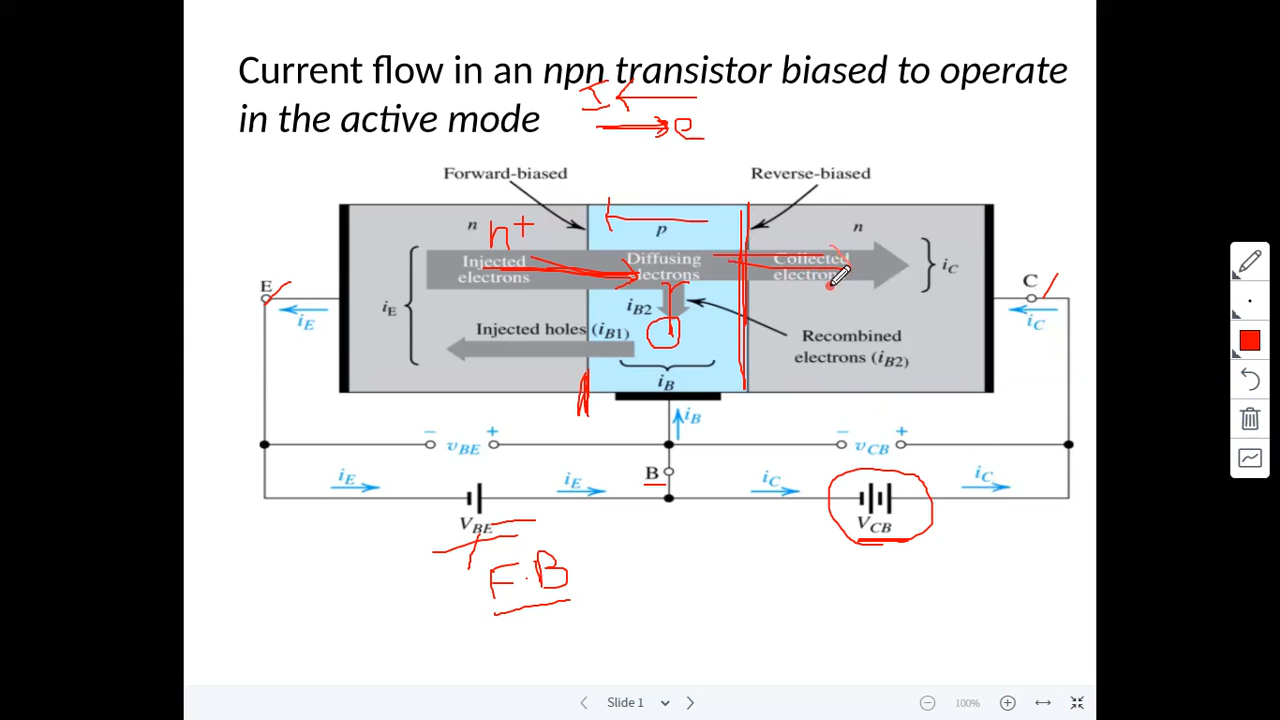 Current flow in an npn transistor biased to operate
in the active mode
I
e
Forward-biased
Reverse-biased
n
n+
p
n
Injected
electrons
Diffusing
electrons
Collected
electrons
iC
E
C
iE
iE
iB2
iC
Injected holes (iB1)
Recombined
electrons (iB2)
iB
iB
− vBE +
− vCB +
B
iE
iE
iC
iC
VBE
VCB
F.B
Slide 1
100%